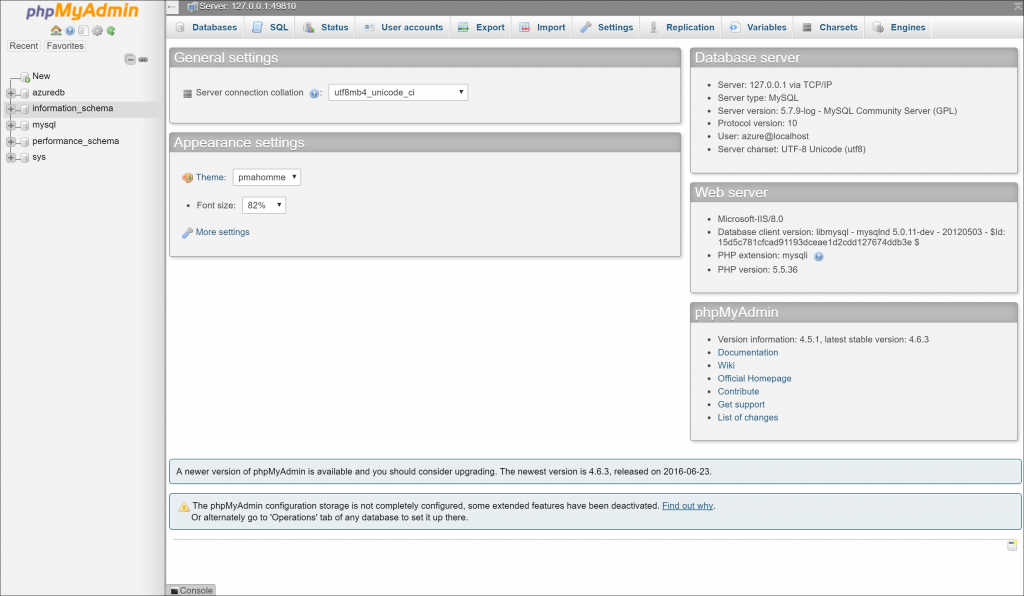 phpMyAdmin
Recent Favorites
New
azuredb
information_schema
mysql
performance_schema
sys
Server: 127.0.0.1:49810
Databases SQL Status User accounts Export Import Settings Replication Variables Charsets Engines
General settings
Server connection collation : utf8mb4_unicode_ci
Appearance settings
Theme: pmahomme
Font size: 82%
More settings
Database server
Server: 127.0.0.1 via TCP/IP
Server type: MySQL
Server version: 5.7.9-log - MySQL Community Server (GPL)
Protocol version: 10
User: azure@localhost
Server charset: UTF-8 Unicode (utf8)
Web server
Microsoft-IIS/8.0
Database client version: libmysql - mysqlnd 5.0.11-dev - 20120503 - $Id:
15d5c781cfcad91193dceae1d2cdd127674ddb3e $
PHP extension: mysqli
PHP version: 5.5.36
phpMyAdmin
Version information: 4.5.1, latest stable version: 4.6.3
Documentation
Wiki
Official Homepage
Contribute
Get support
List of changes
A newer version of phpMyAdmin is available and you should consider upgrading. The newest version is 4.6.3, released on 2016-06-23.
The phpMyAdmin configuration storage is not completely configured, some extended features have been deactivated. Find out why.
Or alternately go to 'Operations' tab of any database to set it up there.
Console